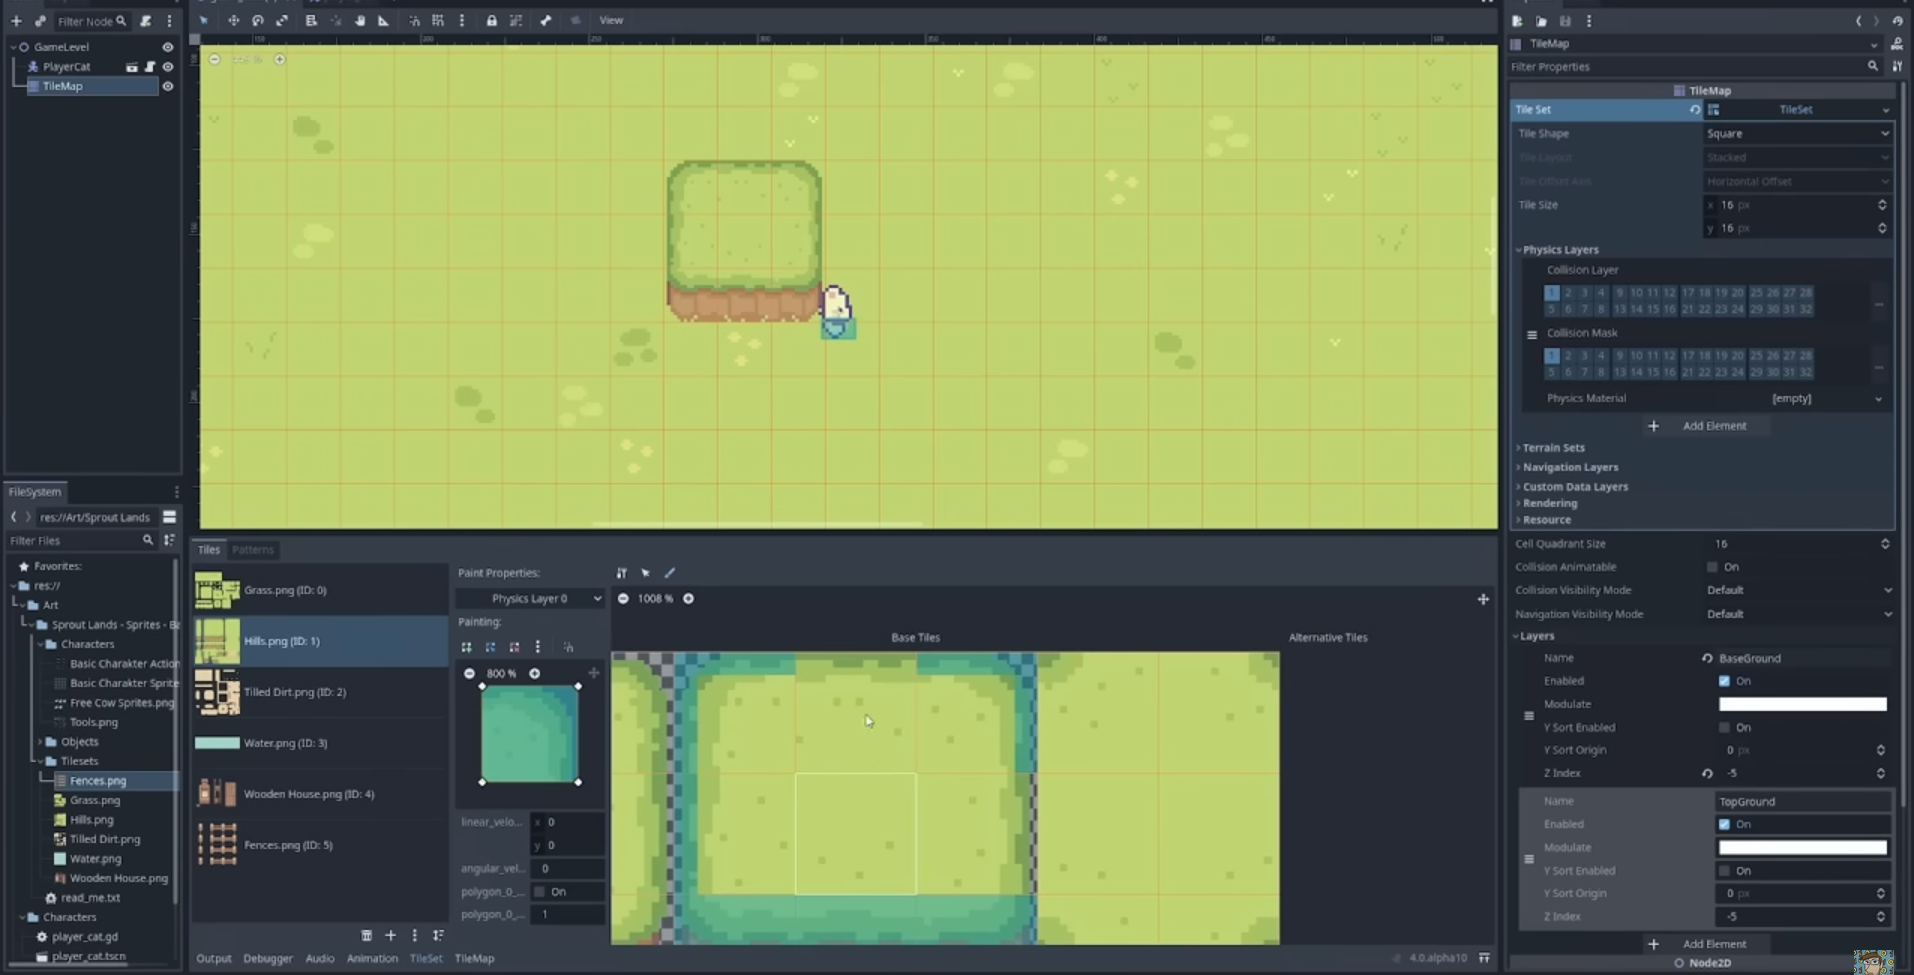 Filter Node
GameLevel
PlayerCat
TileMap
View
150
200
250
300
350
400
450
500
FileSystem
res://Art/Sprout Lands
Filter Files
Favorites:
res://
Art
Sprout Lands - Sprites - Ba
Characters
Basic Charakter Action
Basic Charakter Sprite
Free Cow Sprites.png
Tools.png
Objects
Tilesets
Fences.png
Grass.png
Hills.png
Tilled Dirt.png
Water.png
Wooden House.png
read_me.txt
Characters
player_cat.gd
player_cat.tscn
Tiles Patterns
Grass.png (ID: 0)
Hills.png (ID: 1)
Tilled Dirt.png (ID: 2)
Water.png (ID: 3)
Wooden House.png (ID: 4)
Fences.png (ID: 5)
Paint Properties:
Physics Layer 0
Painting:
800 %
linear_velo... x 0
y 0
angular_vel... 0
polygon_0_... On
polygon_0_... 1
1008 %
Base Tiles
Alternative Tiles
Output Debugger Audio Animation TileSet TileMap
4.0.alpha10
TileMap
Filter Properties
TileMap
Tile Set TileSet
Tile Shape Square
Tile Layout Stacked
Tile Offset Axis Horizontal Offset
Tile Size x 16 px
y 16 px
Physics Layers
Collision Layer
1 2 3 4 9 10 11 12 17 18 19 20 25 26 27 28
5 6 7 8 13 14 15 16 21 22 23 24 29 30 31 32
Collision Mask
1 2 3 4 9 10 11 12 17 18 19 20 25 26 27 28
5 6 7 8 13 14 15 16 21 22 23 24 29 30 31 32
Physics Material [empty]
+ Add Element
Terrain Sets
Navigation Layers
Custom Data Layers
Rendering
Resource
Cell Quadrant Size 16
Collision Animatable On
Collision Visibility Mode Default
Navigation Visibility Mode Default
Layers
Name BaseGround
Enabled On
Modulate
Y Sort Enabled On
Y Sort Origin 0 px
Z Index -5
Name TopGround
Enabled On
Modulate
Y Sort Enabled On
Y Sort Origin 0 px
Z Index -5
+ Add Element
Node2D